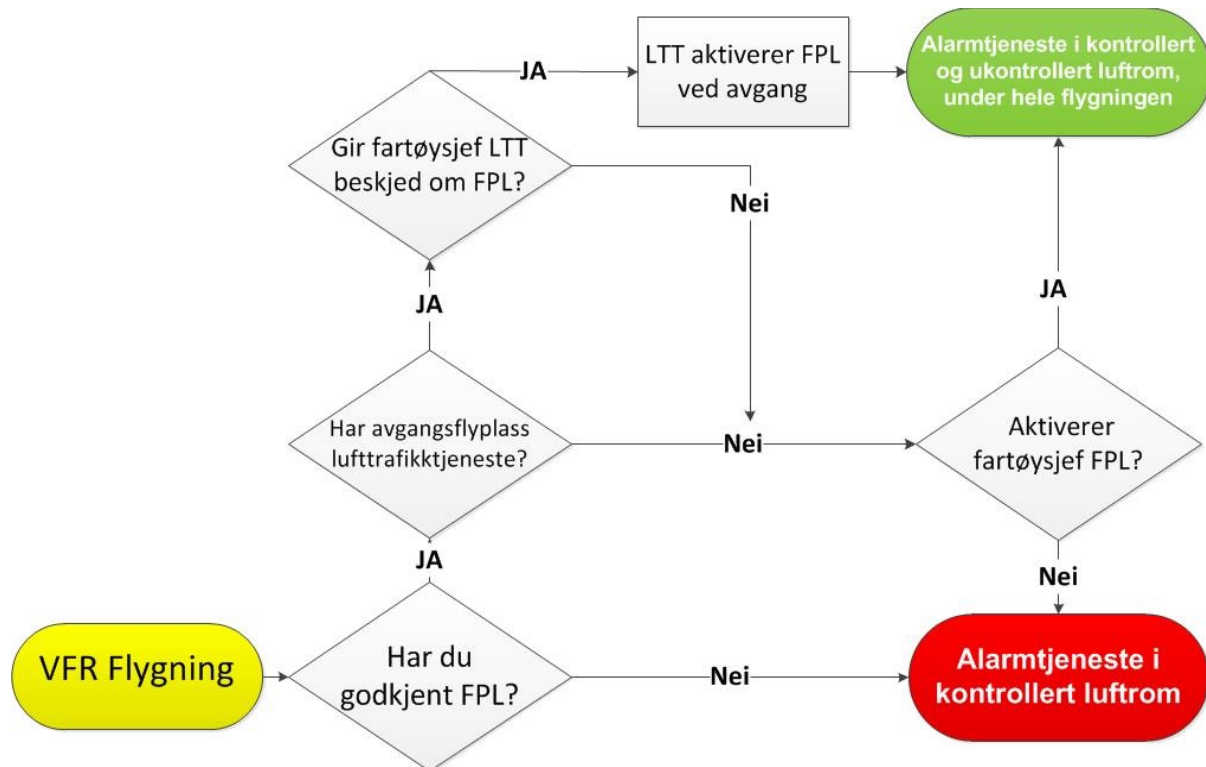 JA
LTT aktiverer FPL
ved avgang
Alarmtjeneste i kontrollert
og ukontrollert luftrom,
under hele flygningen
Gir fartøysjef LTT
beskjed om FPL?
Nei
JA
JA
Har avgangsflyplass
lufttrafikktjeneste?
Nei
Aktiverer
fartøysjef FPL?
JA
Nei
VFR Flygning
Har du
godkjent FPL?
Nei
Alarmtjeneste i
kontrollert luftrom